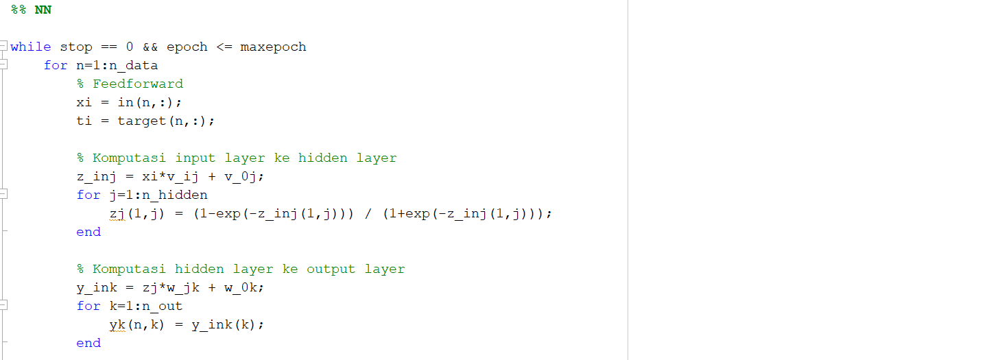 %% NN
while stop == 0 && epoch <= maxepoch
for n=1:n_data
% Feedforward
xi = in(n,:);
ti = target(n,:);
% Komputasi input layer ke hidden layer
z_inj = xi*v_ij + v_0j;
for j=1:n_hidden
zj(1,j) = (1-exp(-z_inj(1,j))) / (1+exp(-z_inj(1,j)));
end
% Komputasi hidden layer ke output layer
y_ink = zj*w_jk + w_0k;
for k=1:n_out
yk(n,k) = y_ink(k);
end